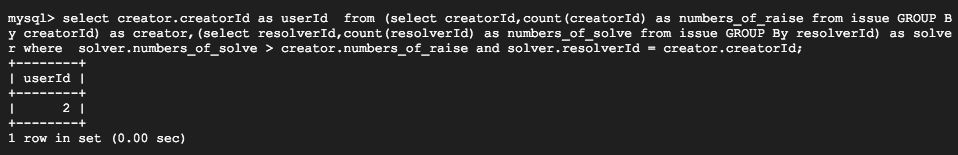 mysql> select creator.creatorId as userId  from (select creatorId,count(creatorId) as numbers_of_raise from issue GROUP B
y creatorId) as creator,(select resolverId,count(resolverId) as numbers_of_solve from issue GROUP By resolverId) as solve
r where  solver.numbers_of_solve > creator.numbers_of_raise and solver.resolverId = creator.creatorId;
+--------+
| userId |
+--------+
|      2 |
+--------+
1 row in set (0.00 sec)